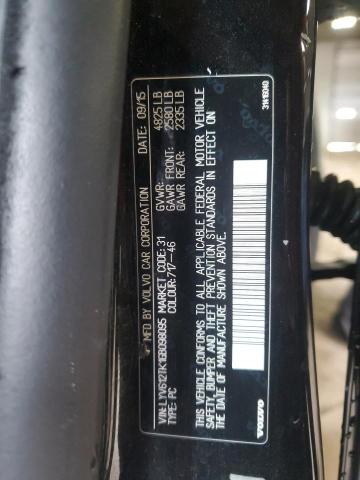 MFD BY VOLVO CAR CORPORATION
DATE: 09/15
VIN: LYV612TK1GB098095 MARKET CODE: 31
TYPE: PC
COLOUR: 717-46
GVWR: 4825 LB
GAWR FRONT: 2580 LB
GAWR REAR: 2335 LB
THIS VEHICLE CONFORMS TO ALL APPLICABLE FEDERAL MOTOR VEHICLE
SAFETY, BUMPER AND THEFT PREVENTION STANDARDS IN EFFECT ON
DATE OF MANUFACTURE SHOWN ABOVE.
VOLVO
31416040